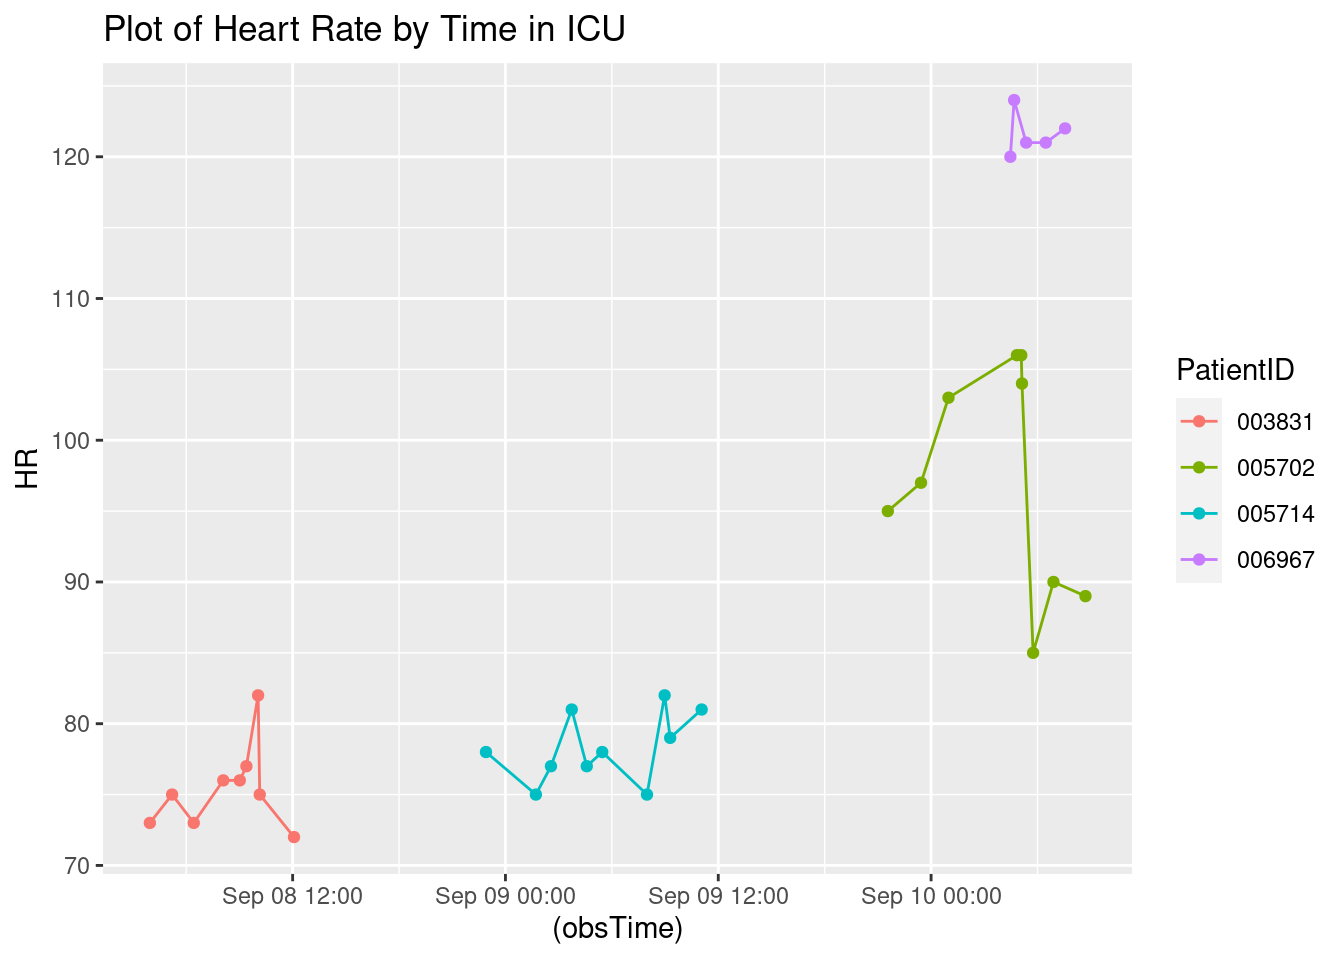 Plot of Heart Rate by Time in ICU
HR
120
110
100
90
80
70
Sep 08 12:00
Sep 09 00:00
Sep 09 12:00
Sep 10 00:00
(obsTime)
PatientID
003831
005702
005714
006967